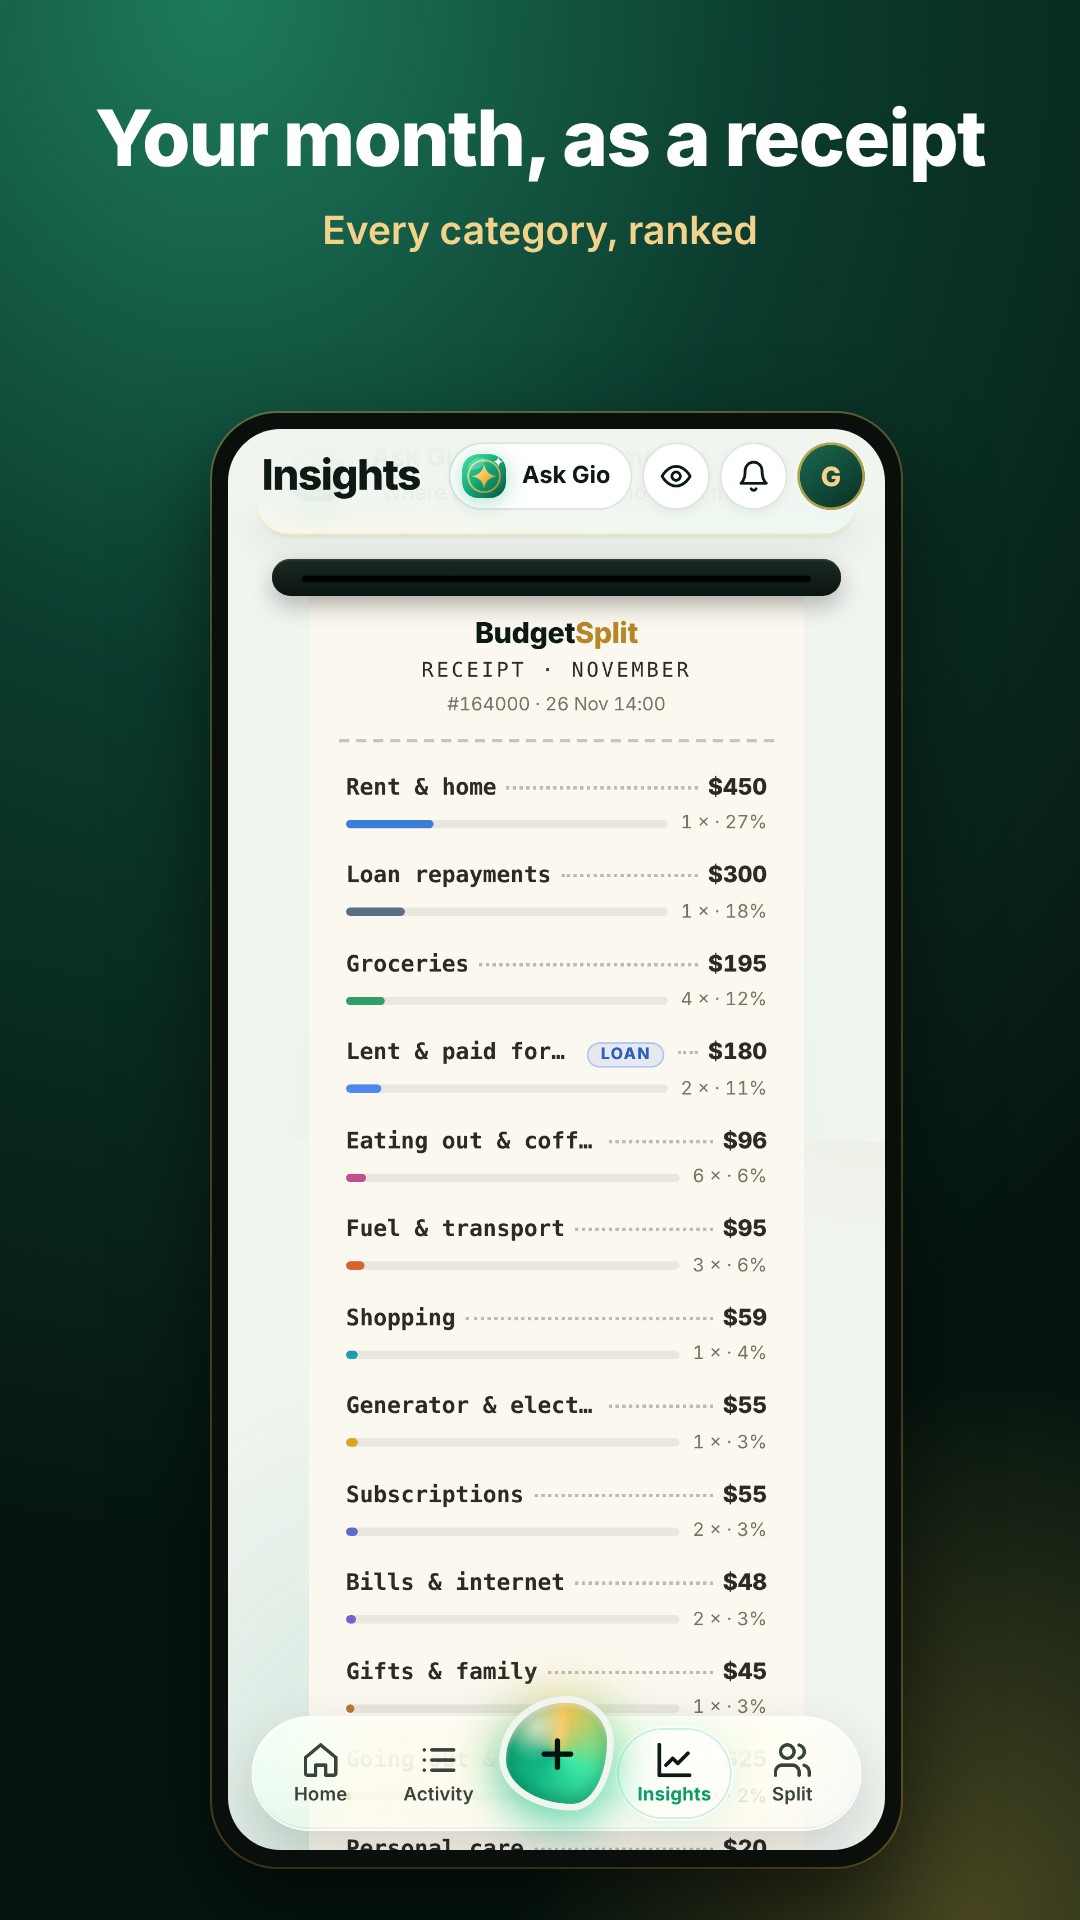 Your month, as a receipt
Every category, ranked
Insights
Ask Gio
G
BudgetSplit
RECEIPT · NOVEMBER
#164000 · 26 Nov 14:00
Rent & home $450
1 × · 27%
Loan repayments $300
1 × · 18%
Groceries $195
4 × · 12%
Lent & paid for… LOAN $180
2 × · 11%
Eating out & coff… $96
6 × · 6%
Fuel & transport $95
3 × · 6%
Shopping $59
1 × · 4%
Generator & elect… $55
1 × · 3%
Subscriptions $55
2 × · 3%
Bills & internet $48
2 × · 3%
Gifts & family $45
1 × · 3%
Going &
$25
2%
Home
Activity
Insights
Split
Personal care $20